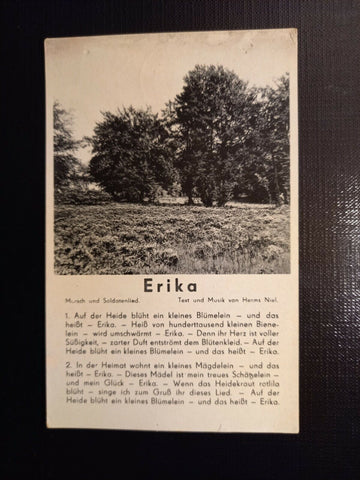 Erika
Marsch und Soldatenlied. Text und Musik von Herms Niel.
1. Auf der Heide blüht ein kleines Blümelein – und das
heißt – Erika. – Heiß von hunderttausend kleinen Biene-
lein – wird umschwärmt – Erika. – Denn ihr Herz ist voller
Süßigkeit, – zarter Duft entströmt dem Blütenkleid. – Auf der
Heide blüht ein kleines Blümelein – und das heißt – Erika.
2. In der Heimat wohnt ein kleines Mägdelein – und das
heißt – Erika. – Dieses Mädel ist mein treues Schätzelein –
und mein Glück – Erika. – Wenn das Heidekraut rotlila
blüht – singe ich zum Gruß ihr dieses Lied. – Auf der
Heide blüht ein kleines Blümelein – und das heißt – Erika.